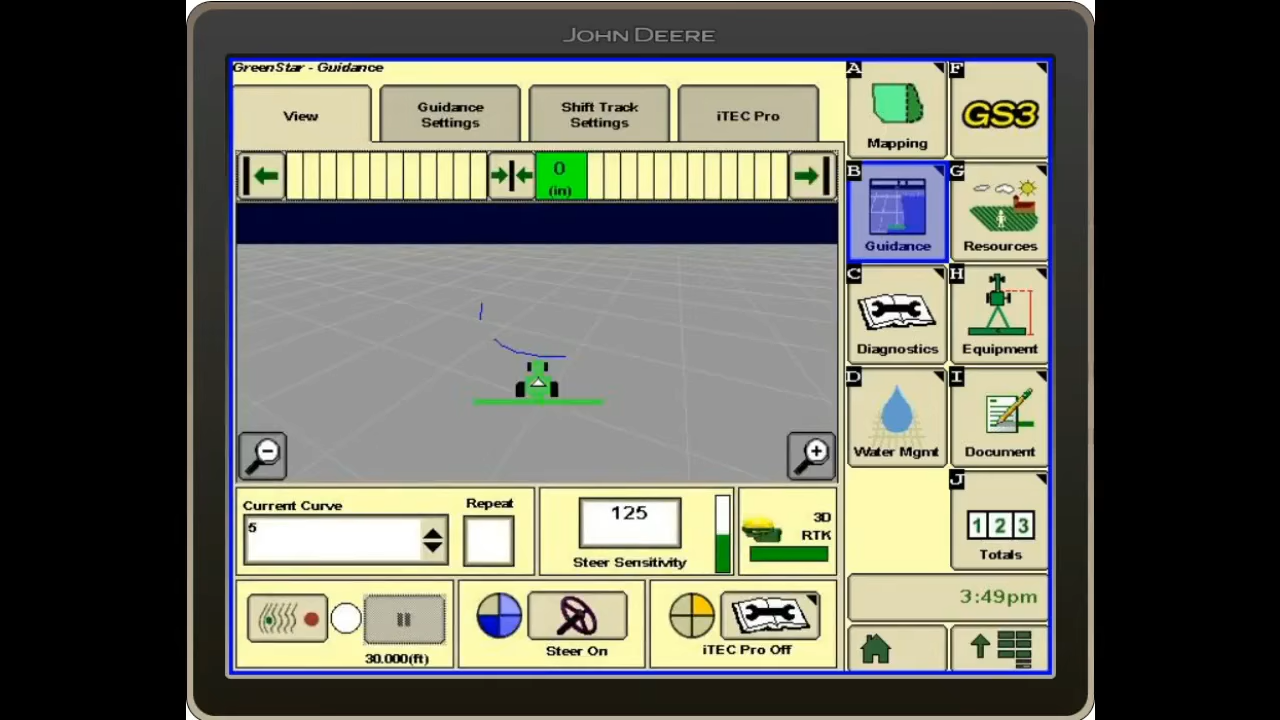 JOHN DEERE
GreenStar - Guidance
View
Guidance
Settings
Shift Track
Settings
iTEC Pro
0
(in)
A
Mapping
F
GS3
B
Guidance
G
Resources
C
Diagnostics
H
Equipment
D
Water Mgmt
I
Document
J
1 2 3
Totals
Current Curve
5
Repeat
125
Steer Sensitivity
3D
RTK
30.000(ft)
Steer On
iTEC Pro Off
3:49pm